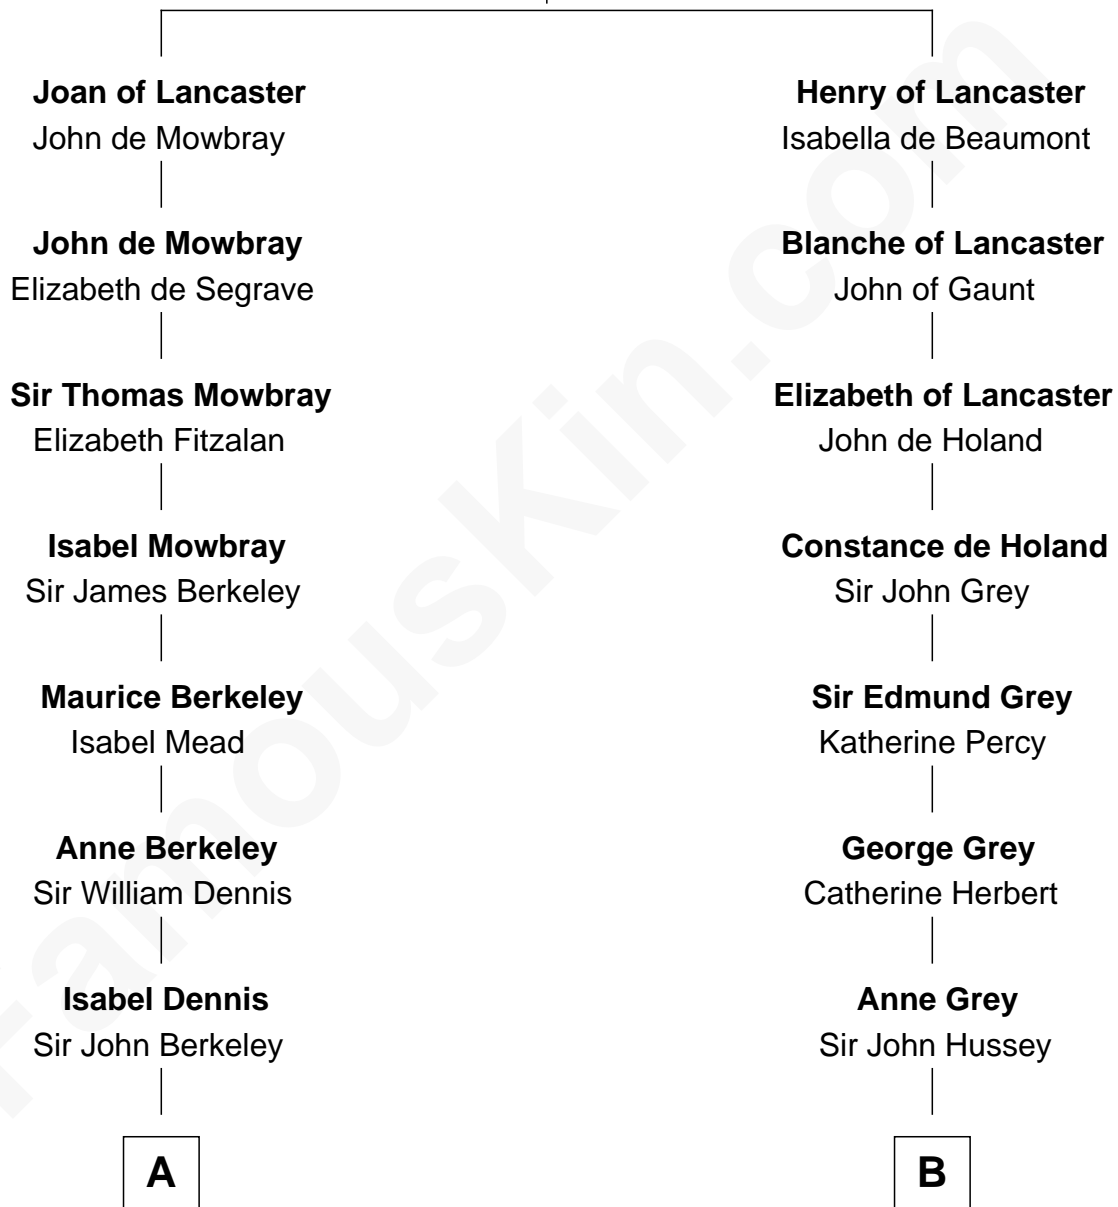 Joan of Lancaster
John de Mowbray
John de Mowbray
Elizabeth de Segrave
Sir Thomas Mowbray
Elizabeth Fitzalan
Isabel Mowbray
Sir James Berkeley
Maurice Berkeley
Isabel Mead
Anne Berkeley
Sir William Dennis
Isabel Dennis
Sir John Berkeley
A
Henry of Lancaster
Isabella de Beaumont
Blanche of Lancaster
John of Gaunt
Elizabeth of Lancaster
John de Holand
Constance de Holand
Sir John Grey
Sir Edmund Grey
Katherine Percy
George Grey
Catherine Herbert
Anne Grey
Sir John Hussey
B
FamousKin.com